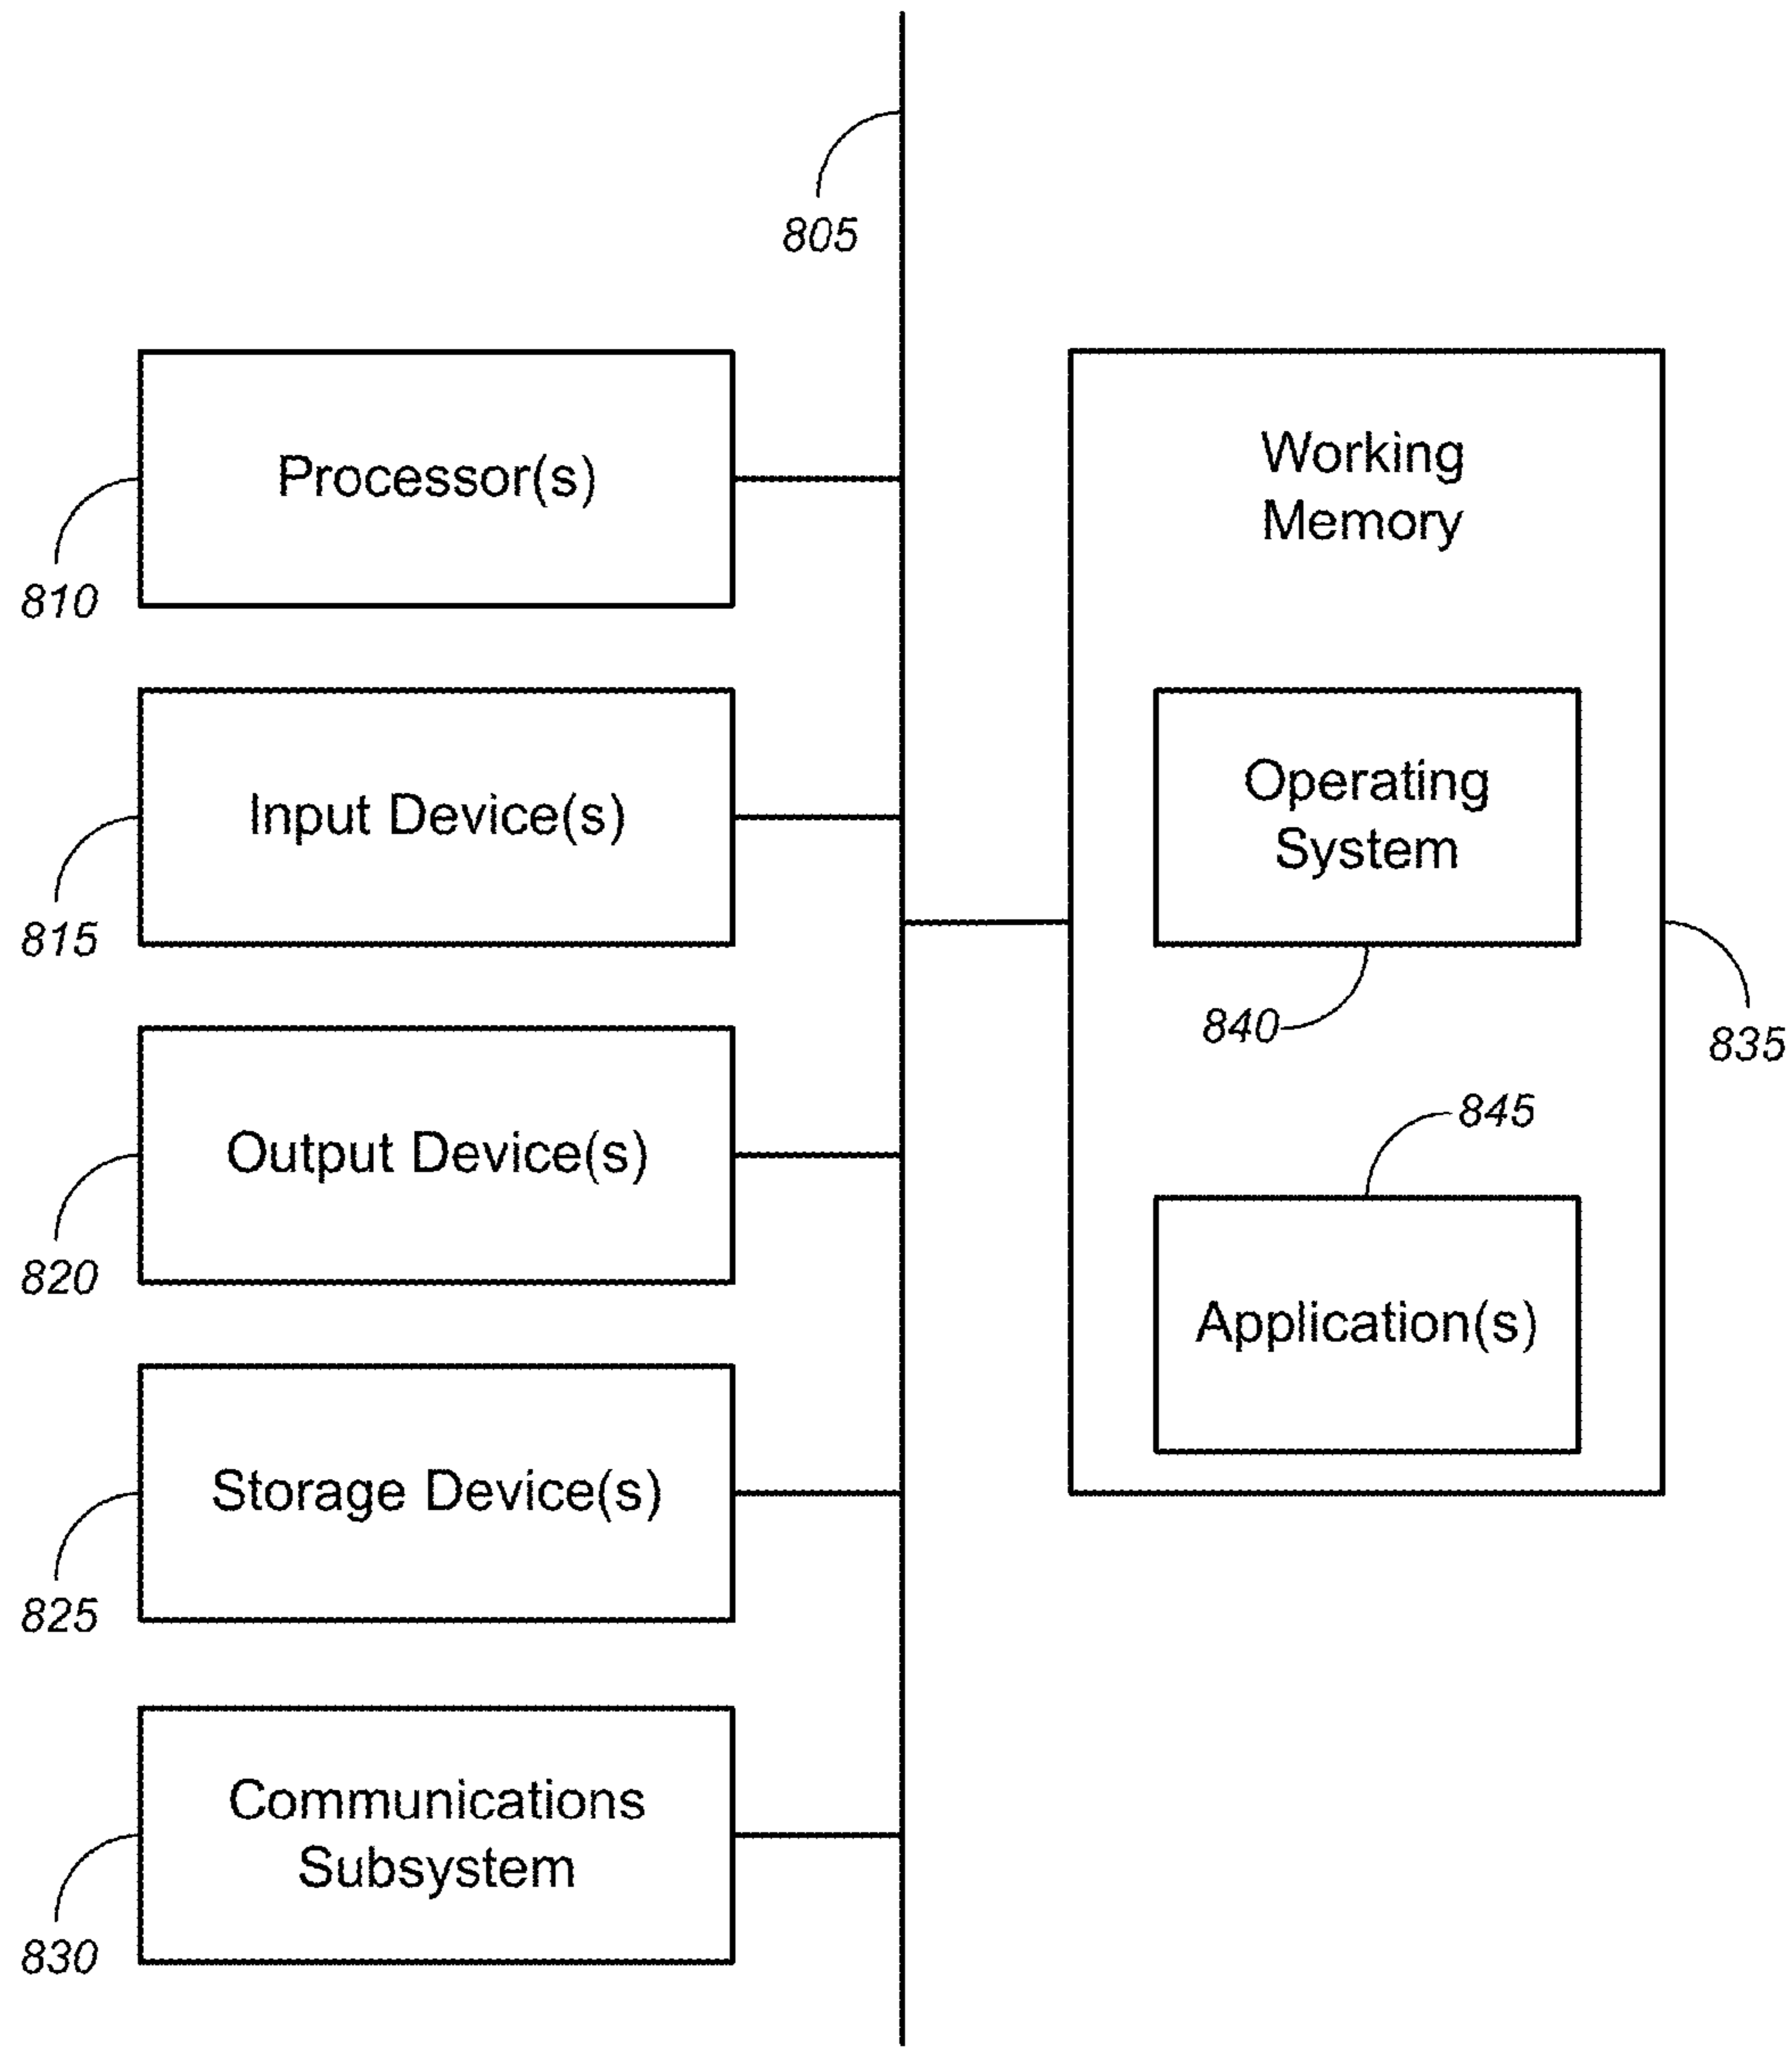 805
Processor(s)
810
Input Device(s)
815
Output Device(s)
820
Storage Device(s)
825
Communications
Subsystem
830
Working
Memory
Operating
System
840
835
845
Application(s)